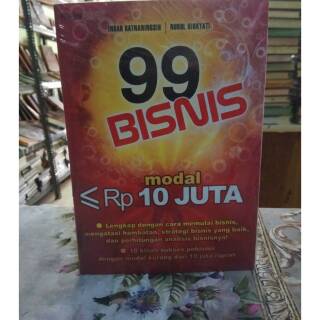 INDAH RATNANINGSIH | NURUL HIDAYATI
99
BISNIS
modal
≤ Rp 10 JUTA
Lengkap dengan cara memulai bisnis,
mengatasi hambatan, strategi bisnis yang baik,
dan perhitungan analisis bisnisnya!
10 kisah sukses pebisnis
dengan modal kurang dari 10 juta rupiah